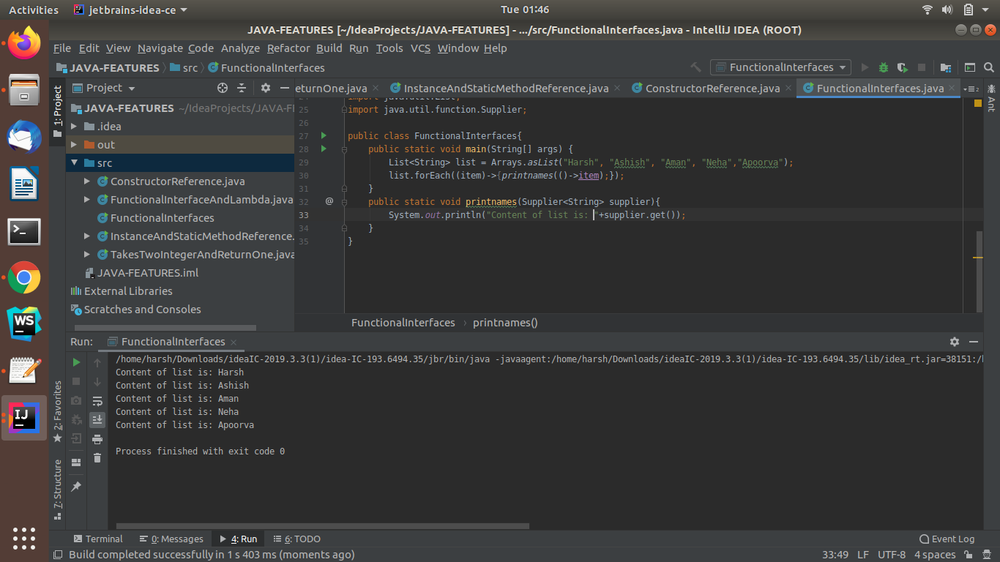 Activities jetbrains-idea-ce Tue 01:46
JAVA-FEATURES [~/IdeaProjects/JAVA-FEATURES] - .../src/FunctionalInterfaces.java - IntelliJ IDEA (ROOT)
File Edit View Navigate Code Analyze Refactor Build Run Tools VCS Window Help
JAVA-FEATURES src FunctionalInterfaces FunctionalInterfaces
1: Project
Project
eturnOne.java InstanceAndStaticMethodReference.java ConstructorReference.java FunctionalInterfaces.java
2
Ant
JAVA-FEATURES ~/IdeaProjects/JAVA-F
.idea
out
src
ConstructorReference.java
FunctionalInterfaceAndLambda.java
FunctionalInterfaces
InstanceAndStaticMethodReference.
TakesTwoIntegerAndReturnOne.java
JAVA-FEATURES.iml
External Libraries
Scratches and Consoles
24 import java.util.List;
25 import java.util.function.Supplier;
26
27 public class FunctionalInterfaces{
28 public static void main(String[] args) {
29 List<String> list = Arrays.asList("Harsh", "Ashish", "Aman", "Neha","Apoorva");
30 list.forEach((item)->{printnames(()->item);});
31 }
32 @ public static void printnames(Supplier<String> supplier){
33 System.out.println("Content of list is: "+supplier.get());
34 }
35 }
FunctionalInterfaces › printnames()
Run: FunctionalInterfaces
/home/harsh/Downloads/ideaIC-2019.3.3(1)/idea-IC-193.6494.35/jbr/bin/java -javaagent:/home/harsh/Downloads/ideaIC-2019.3.3(1)/idea-IC-193.6494.35/lib/idea_rt.jar=38151:/h
Content of list is: Harsh
Content of list is: Ashish
Content of list is: Aman
Content of list is: Neha
Content of list is: Apoorva
Process finished with exit code 0
2: Favorites
7: Structure
WS
IJ
Terminal 0: Messages 4: Run 6: TODO Event Log
Build completed successfully in 1 s 403 ms (moments ago) 33:49 LF UTF-8 4 spaces